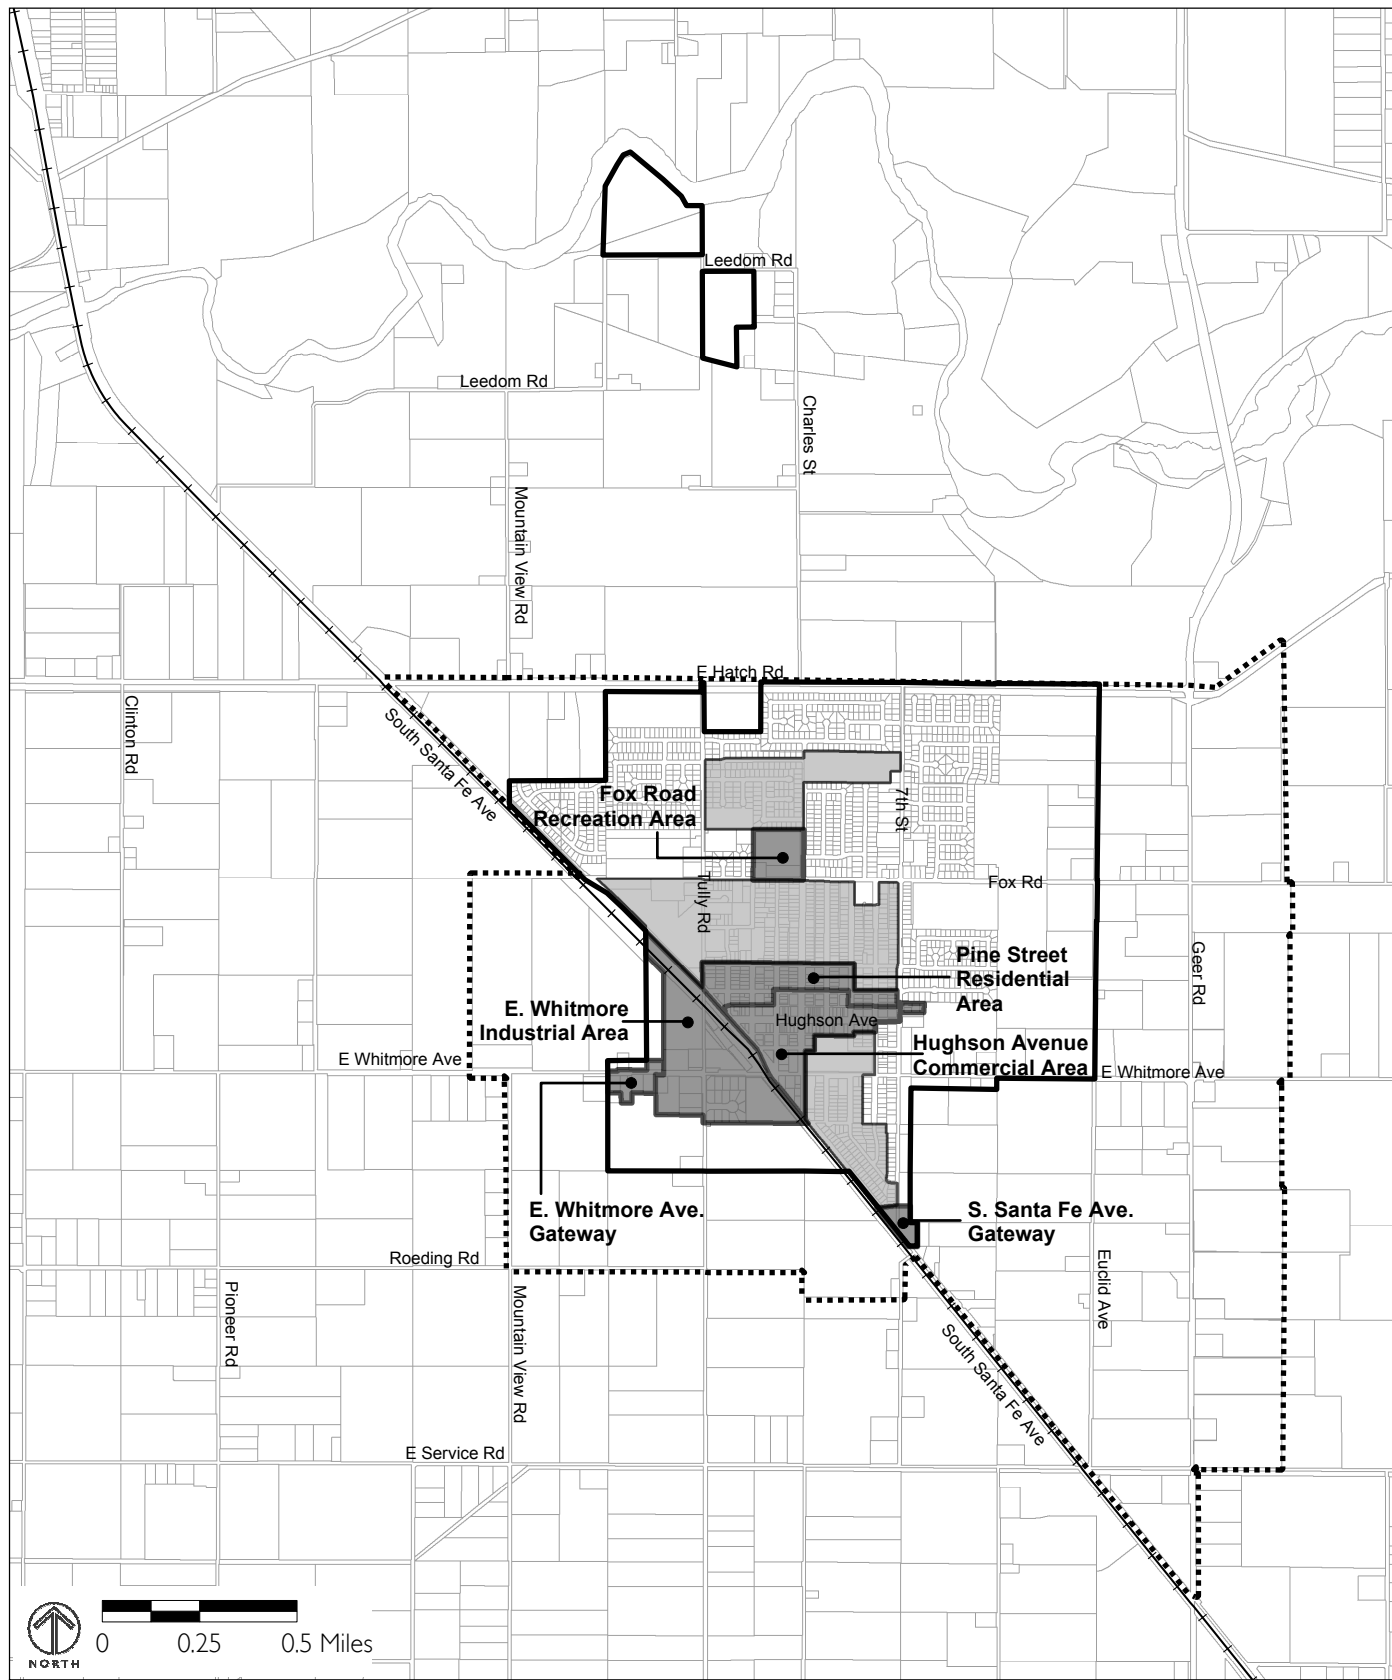 Leedom Rd
Leedom Rd
Charles St
Mountain View Rd
E Hatch Rd
Clinton Rd
South Santa Fe Ave
Fox Road
Recreation Area
7th St
Tully Rd
Fox Rd
Geer Rd
Pine Street
Residential
Area
E. Whitmore
Industrial Area
Hughson Ave
Hughson Avenue
Commercial Area
E Whitmore Ave
E Whitmore Ave
E. Whitmore Ave.
Gateway
S. Santa Fe Ave.
Gateway
Roeding Rd
Pioneer Rd
Mountain View Rd
Euclid Ave
South Santa Fe Ave
E Service Rd
NORTH
0 0.25 0.5 Miles